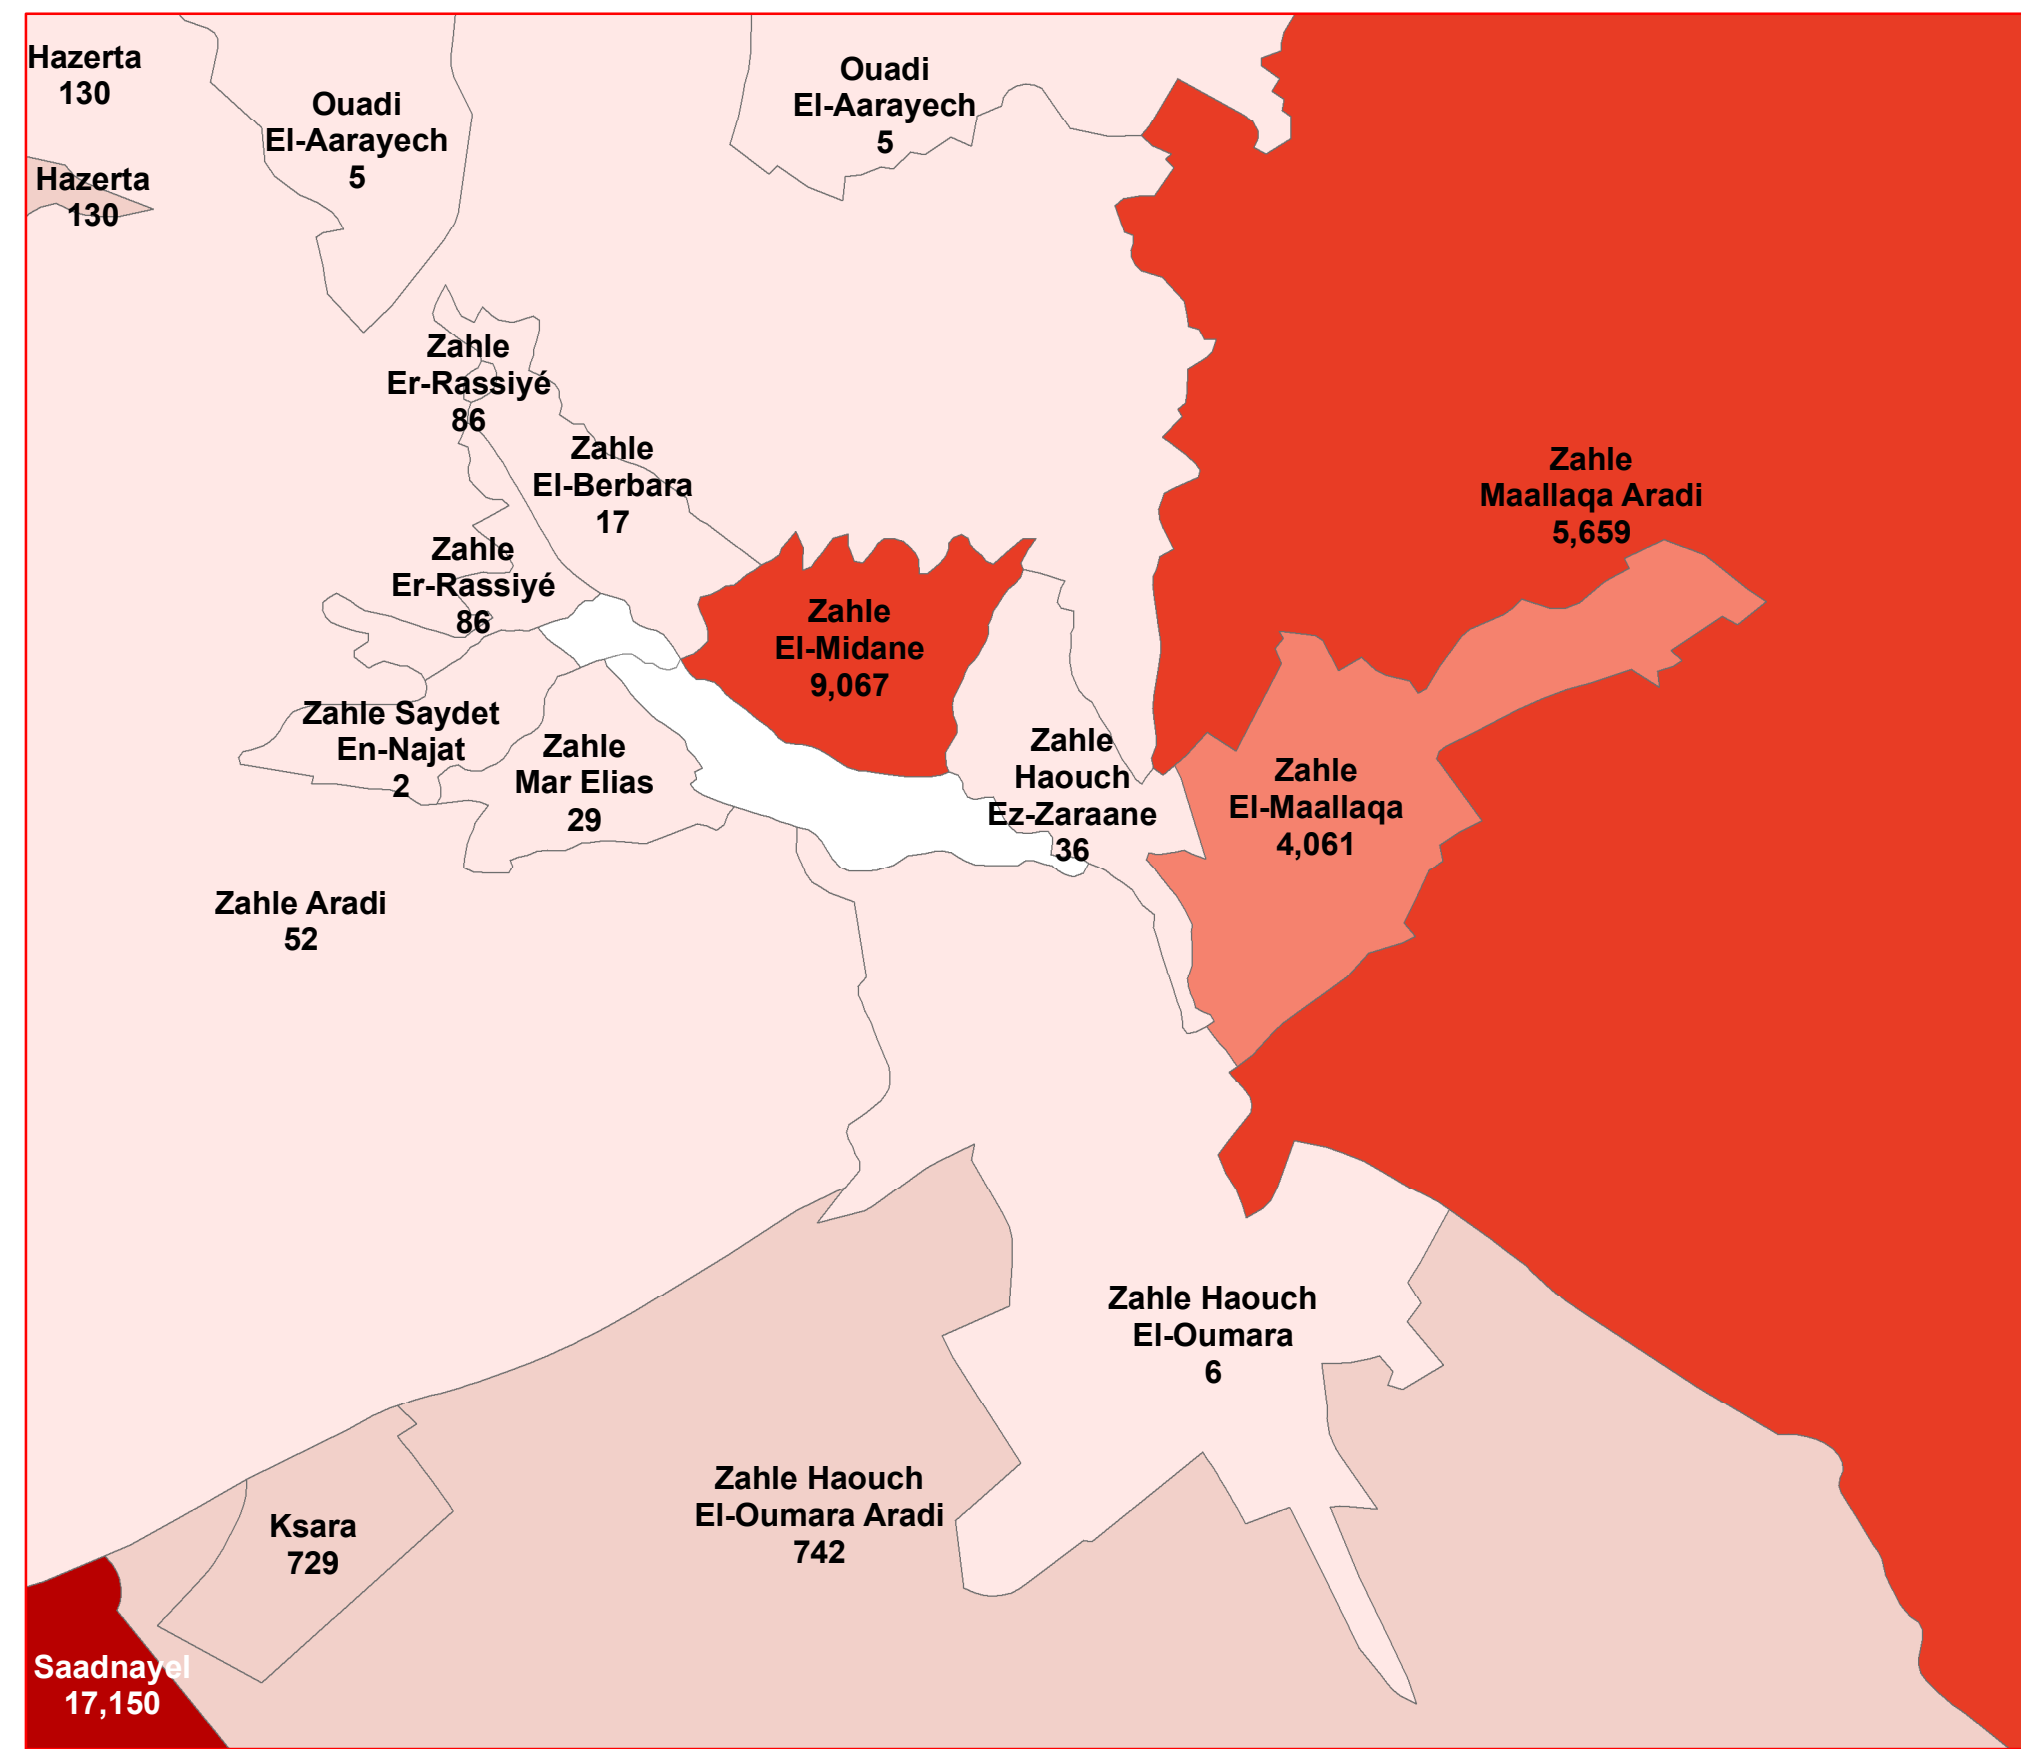 Hazerta
130
Ouadi
El-Aarayech
5
Ouadi
El-Aarayech
5
Hazerta
130
Zahle
Er-Rassiyé
86
Zahle
El-Berbara
17
Zahle
Maallaqa Aradi
5,659
Zahle
Er-Rassiyé
86
Zahle
El-Midane
9,067
Zahle Saydet
En-Najat
2
Zahle
Mar Elias
29
Zahle
Haouch
Ez-Zaraane
36
Zahle
El-Maallaqa
4,061
Zahle Aradi
52
Zahle Haouch
El-Oumara
6
Zahle Haouch
El-Oumara Aradi
742
Ksara
729
Saadnayel
17,150